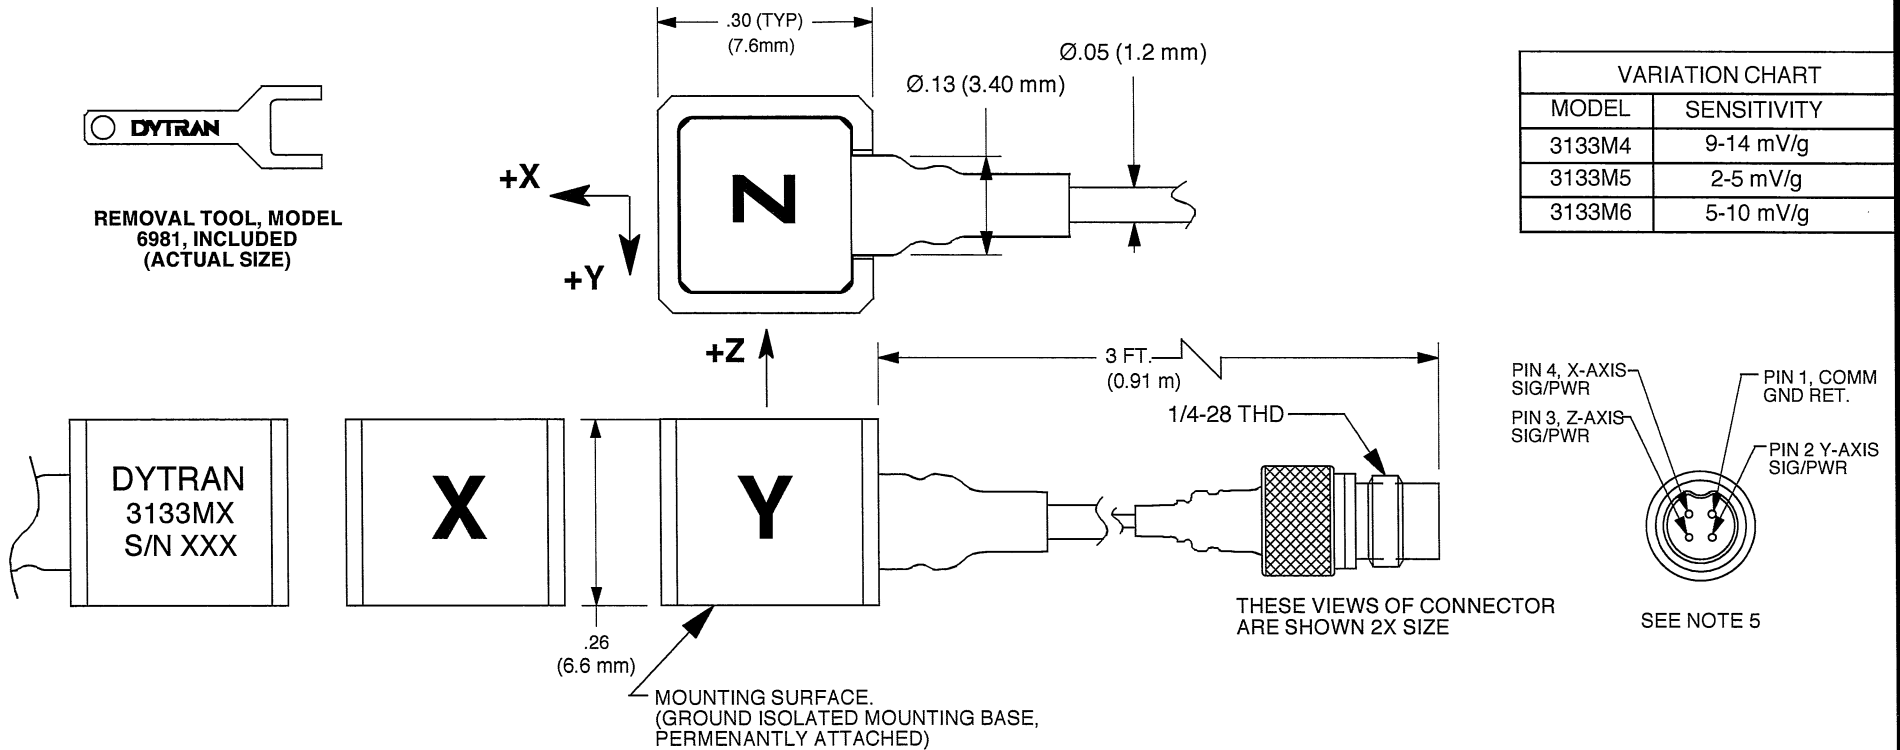 .30 (TYP)
(7.6mm)
Ø.05 (1.2 mm)
Ø.13 (3.40 mm)
DYTRAN
REMOVAL TOOL, MODEL
6981, INCLUDED
(ACTUAL SIZE)
+X
+Y
Z
VARIATION CHART
MODEL SENSITIVITY
3133M4 9-14 mV/g
3133M5 2-5 mV/g
3133M6 5-10 mV/g
+Z
3 FT.
(0.91 m)
1/4-28 THD
PIN 4, X-AXIS
SIG/PWR
PIN 3, Z-AXIS
SIG/PWR
PIN 1, COMM
GND RET.
PIN 2 Y-AXIS
SIG/PWR
DYTRAN
3133MX
S/N XXX
X
Y
.26
(6.6 mm)
THESE VIEWS OF CONNECTOR
ARE SHOWN 2X SIZE
SEE NOTE 5
MOUNTING SURFACE.
(GROUND ISOLATED MOUNTING BASE,
PERMENANTLY ATTACHED)